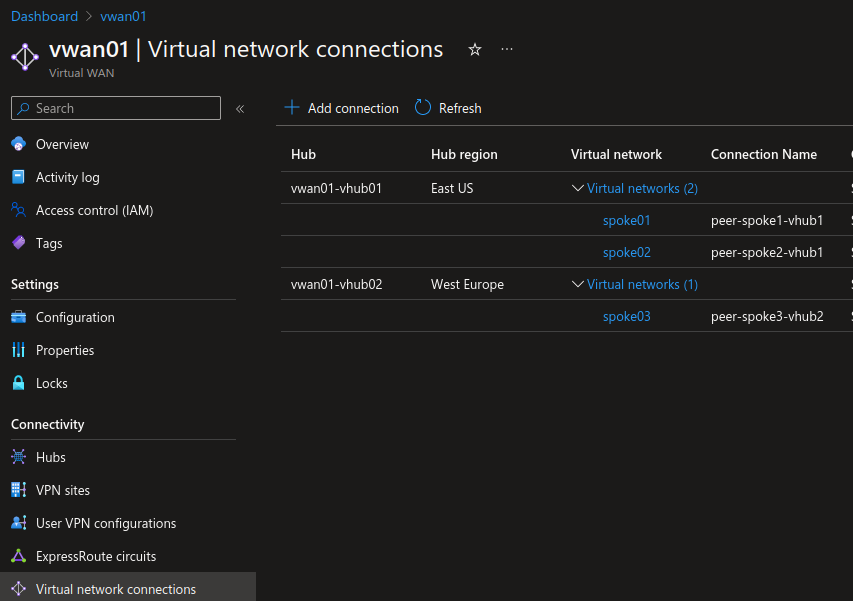 Dashboard > vwan01
vwan01 | Virtual network connections ☆ ...
Virtual WAN
Search «
Add connection Refresh
Overview
Activity log
Access control (IAM)
Tags
Settings
Configuration
Properties
Locks
Connectivity
Hubs
VPN sites
User VPN configurations
ExpressRoute circuits
Virtual network connections
Hub Hub region Virtual network Connection Name
vwan01-vhub01 East US Virtual networks (2)
spoke01 peer-spoke1-vhub1
spoke02 peer-spoke2-vhub1
vwan01-vhub02 West Europe Virtual networks (1)
spoke03 peer-spoke3-vhub2